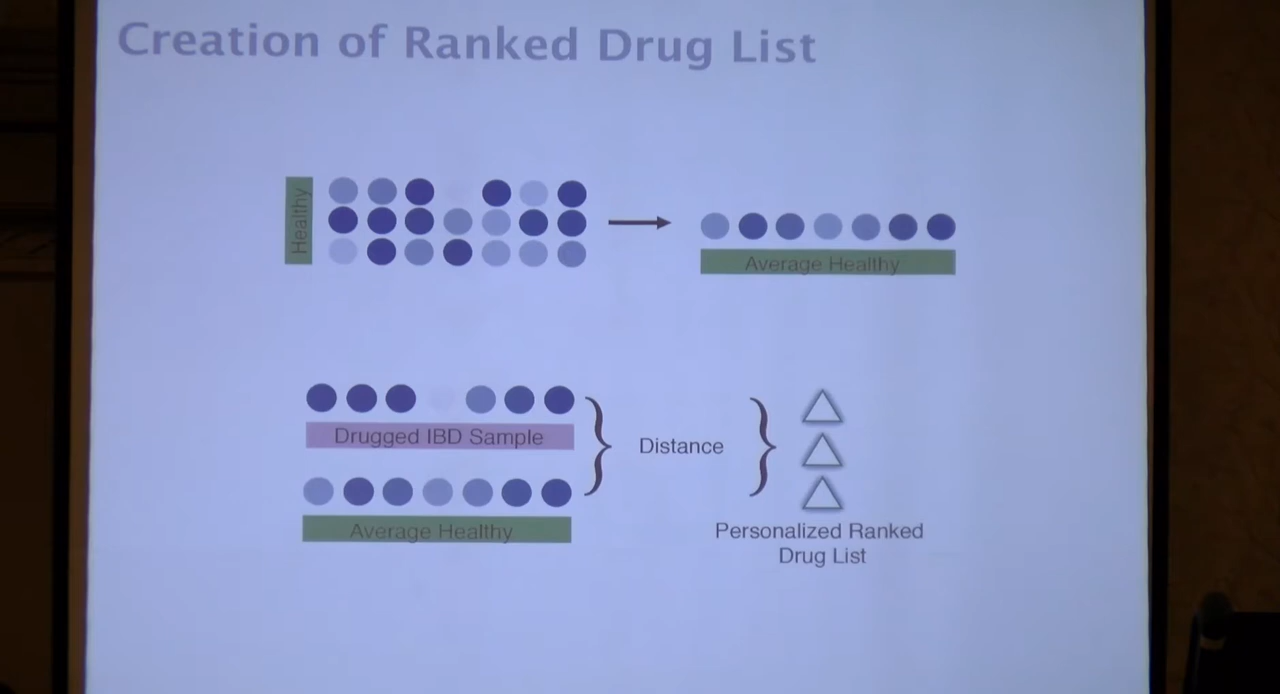 Creation of Ranked Drug List
Healthy
Average Healthy
Drugged IBD Sample
Distance
Average Healthy
Personalized Ranked
Drug List